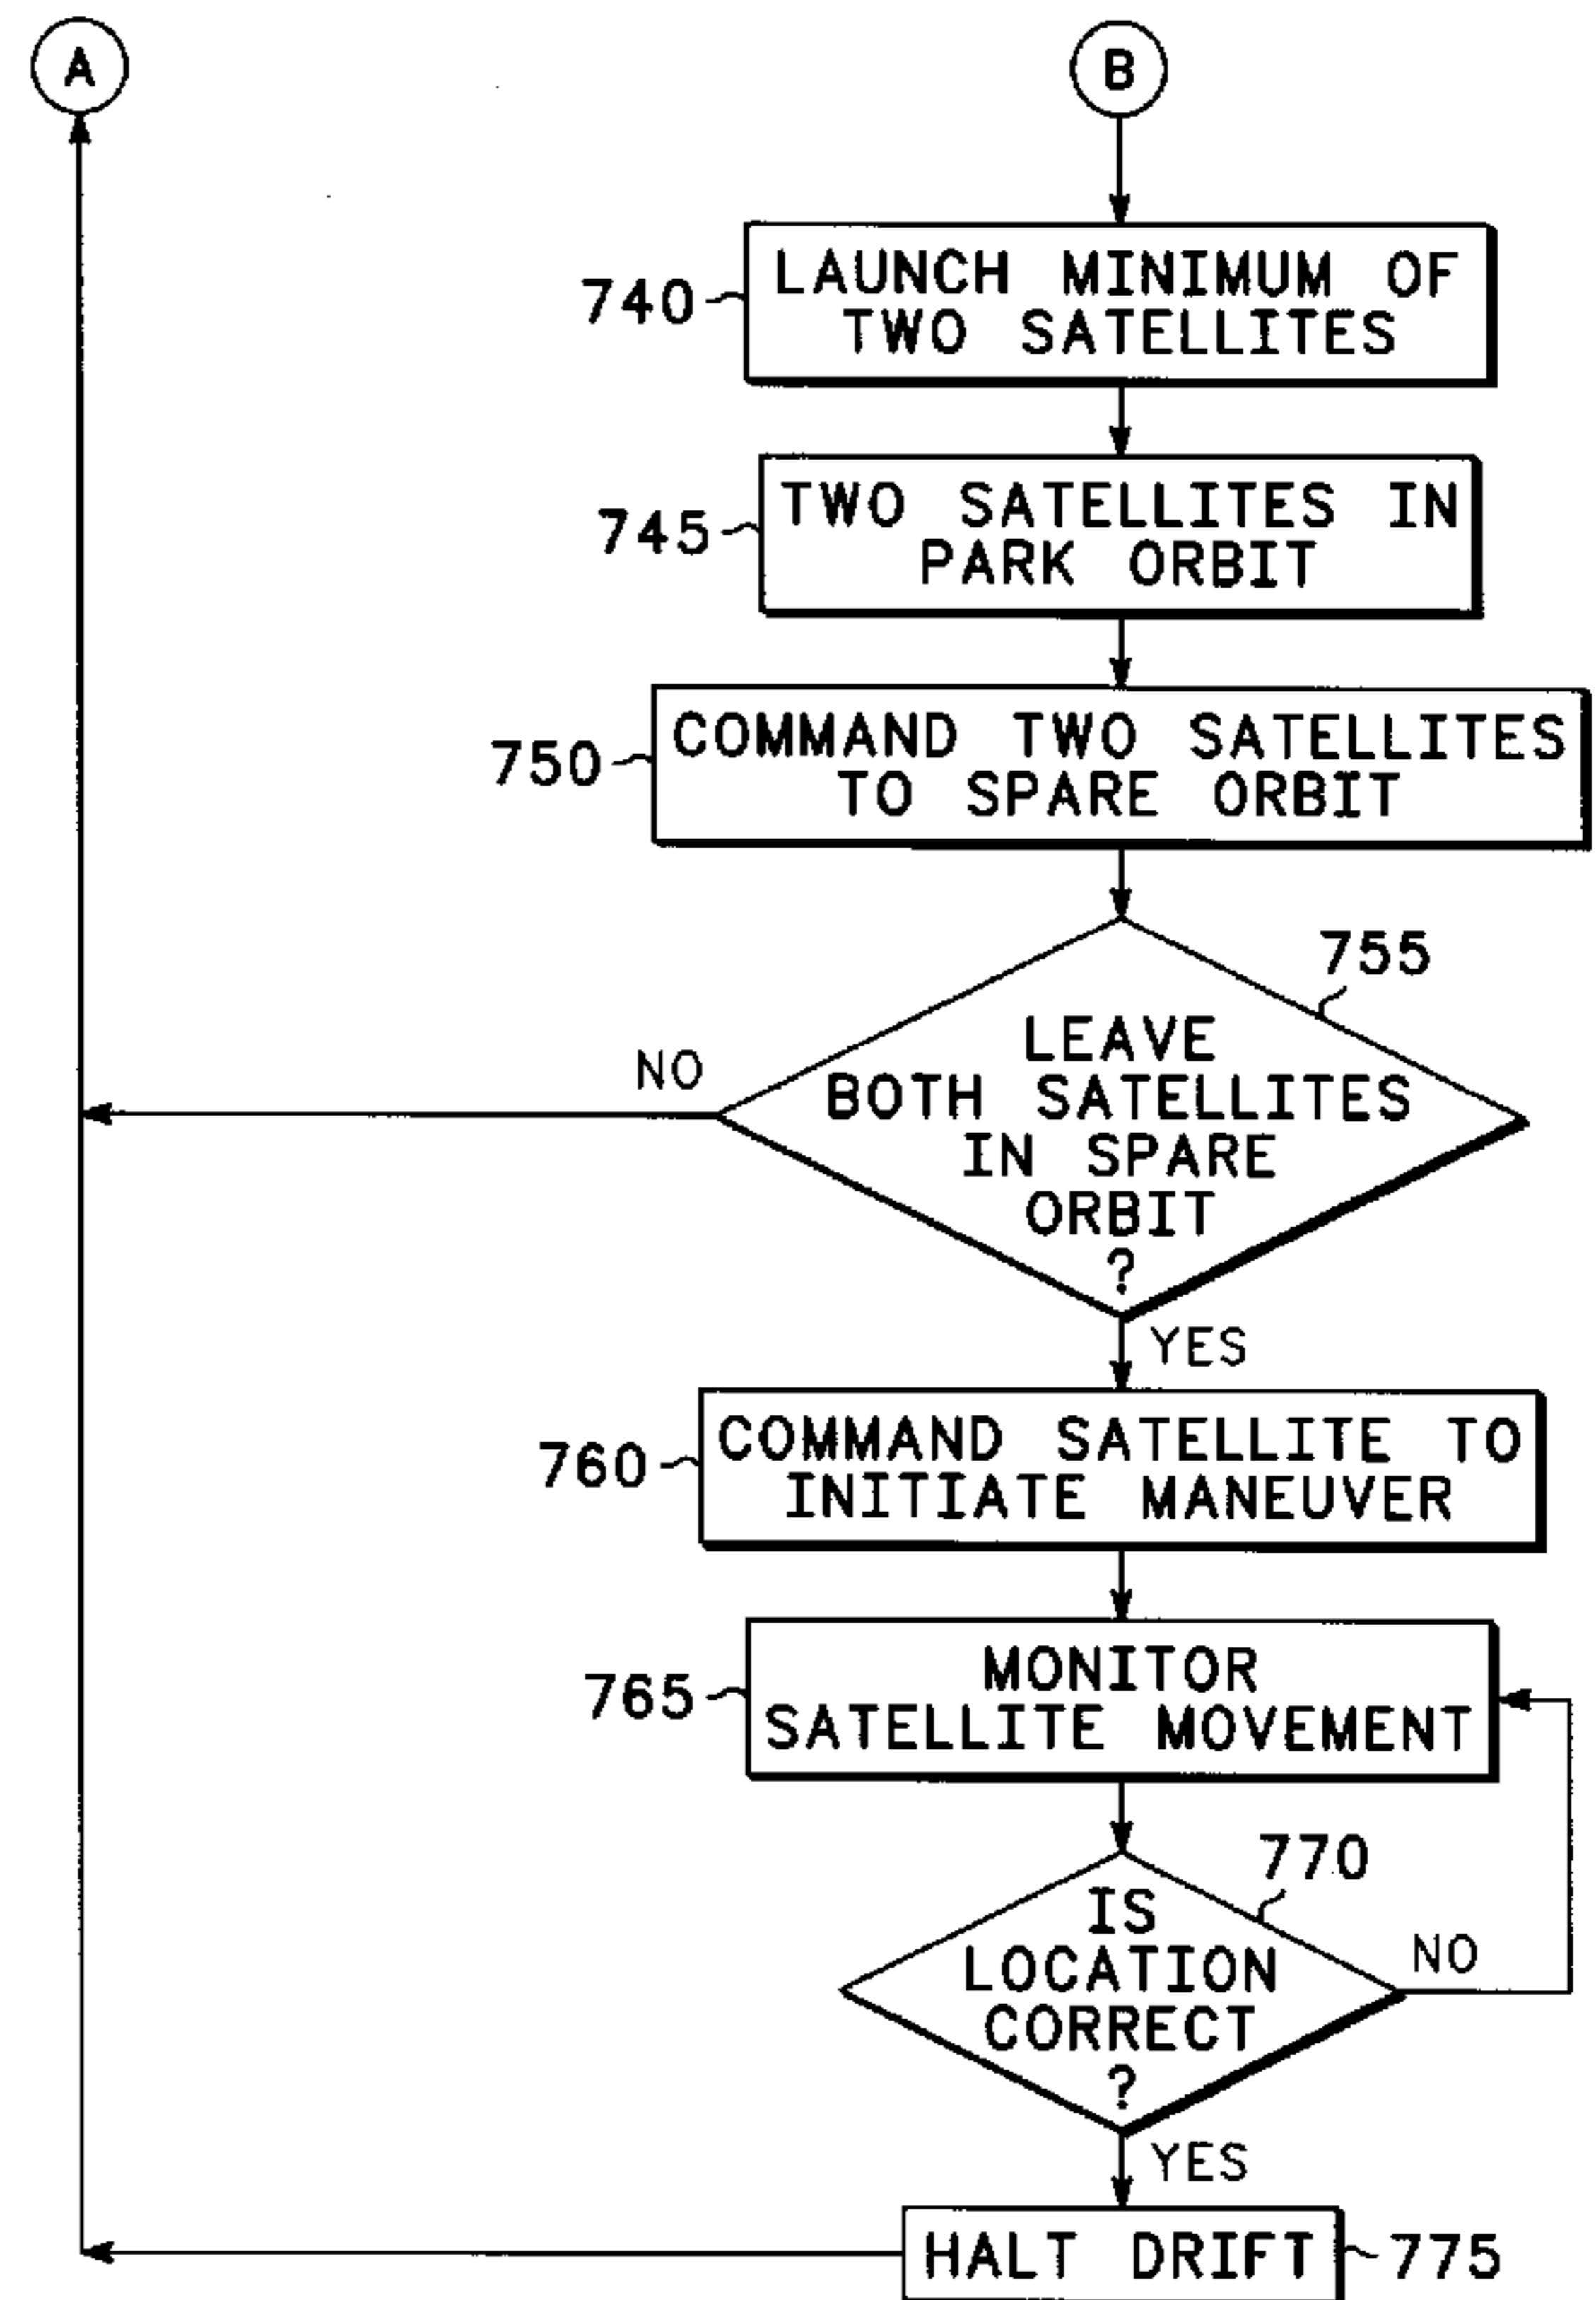 A
B
740
LAUNCH MINIMUM OF
TWO SATELLITES
745
TWO SATELLITES IN
PARK ORBIT
750
COMMAND TWO SATELLITES
TO SPARE ORBIT
755
LEAVE
BOTH SATELLITES
IN SPARE
ORBIT
?
NO
YES
760
COMMAND SATELLITE TO
INITIATE MANEUVER
765
MONITOR
SATELLITE MOVEMENT
770
IS
LOCATION
CORRECT
?
NO
YES
HALT DRIFT
775